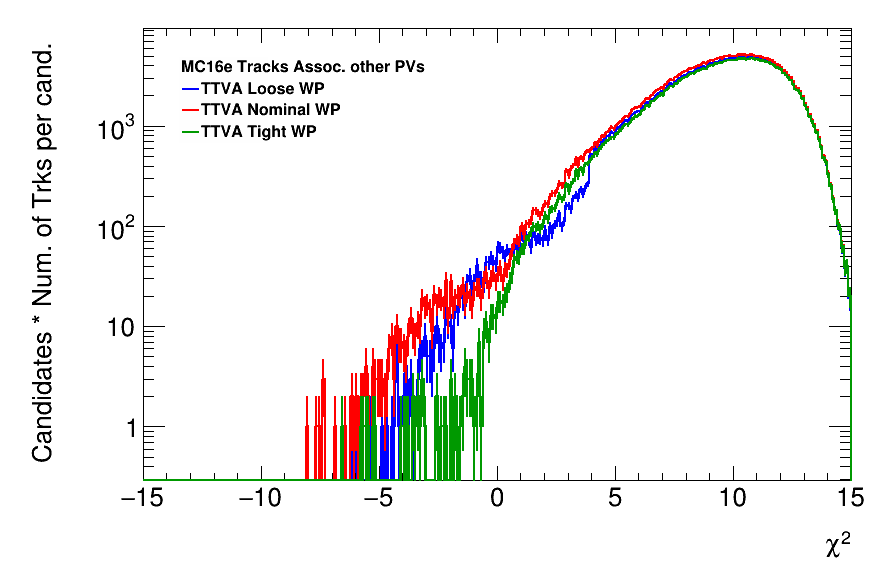 MC16e Tracks Assoc. other PVs
TTVA Loose WP
TTVA Nominal WP
TTVA Tight WP
Candidates * Num. of Trks per cand.
10³
10²
10
1
−15 −10 −5 0 5 10 15
χ²